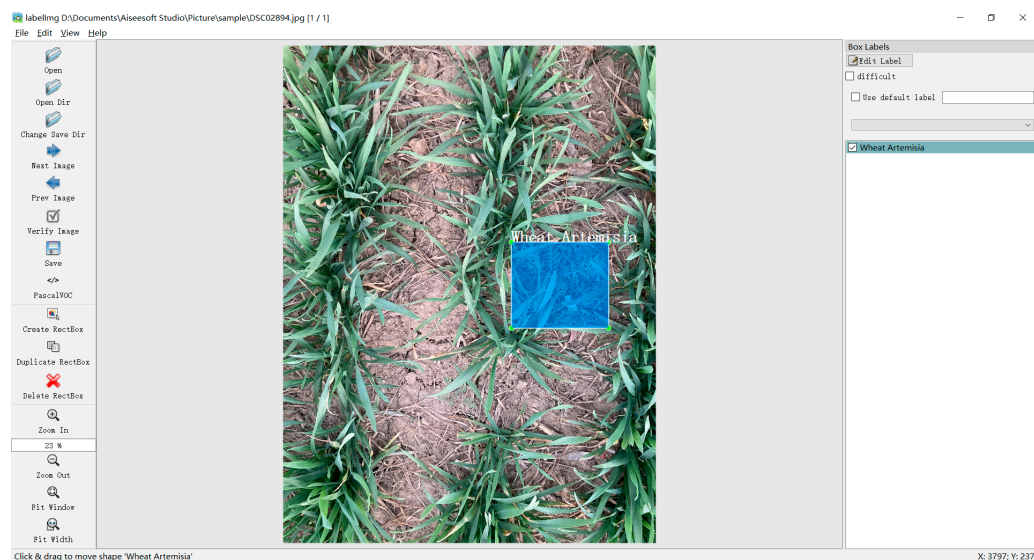 labelImg D:\Documents\Aiseesoft Studio\Picture\sample\DSC02894.jpg [1 / 1]
File Edit View Help
Open
Open Dir
Change Save Dir
Next Image
Prev Image
Verify Image
Save
</>
PascalVOC
Create RectBox
Duplicate RectBox
Delete RectBox
Zoom In
23 %
Zoom Out
Fit Window
Fit Width
Wheat Artemisia
Box Labels
Edit Label
difficult
Use default label
Wheat Artemisia
Click & drag to move shape 'Wheat Artemisia'
X: 3797; Y: 237